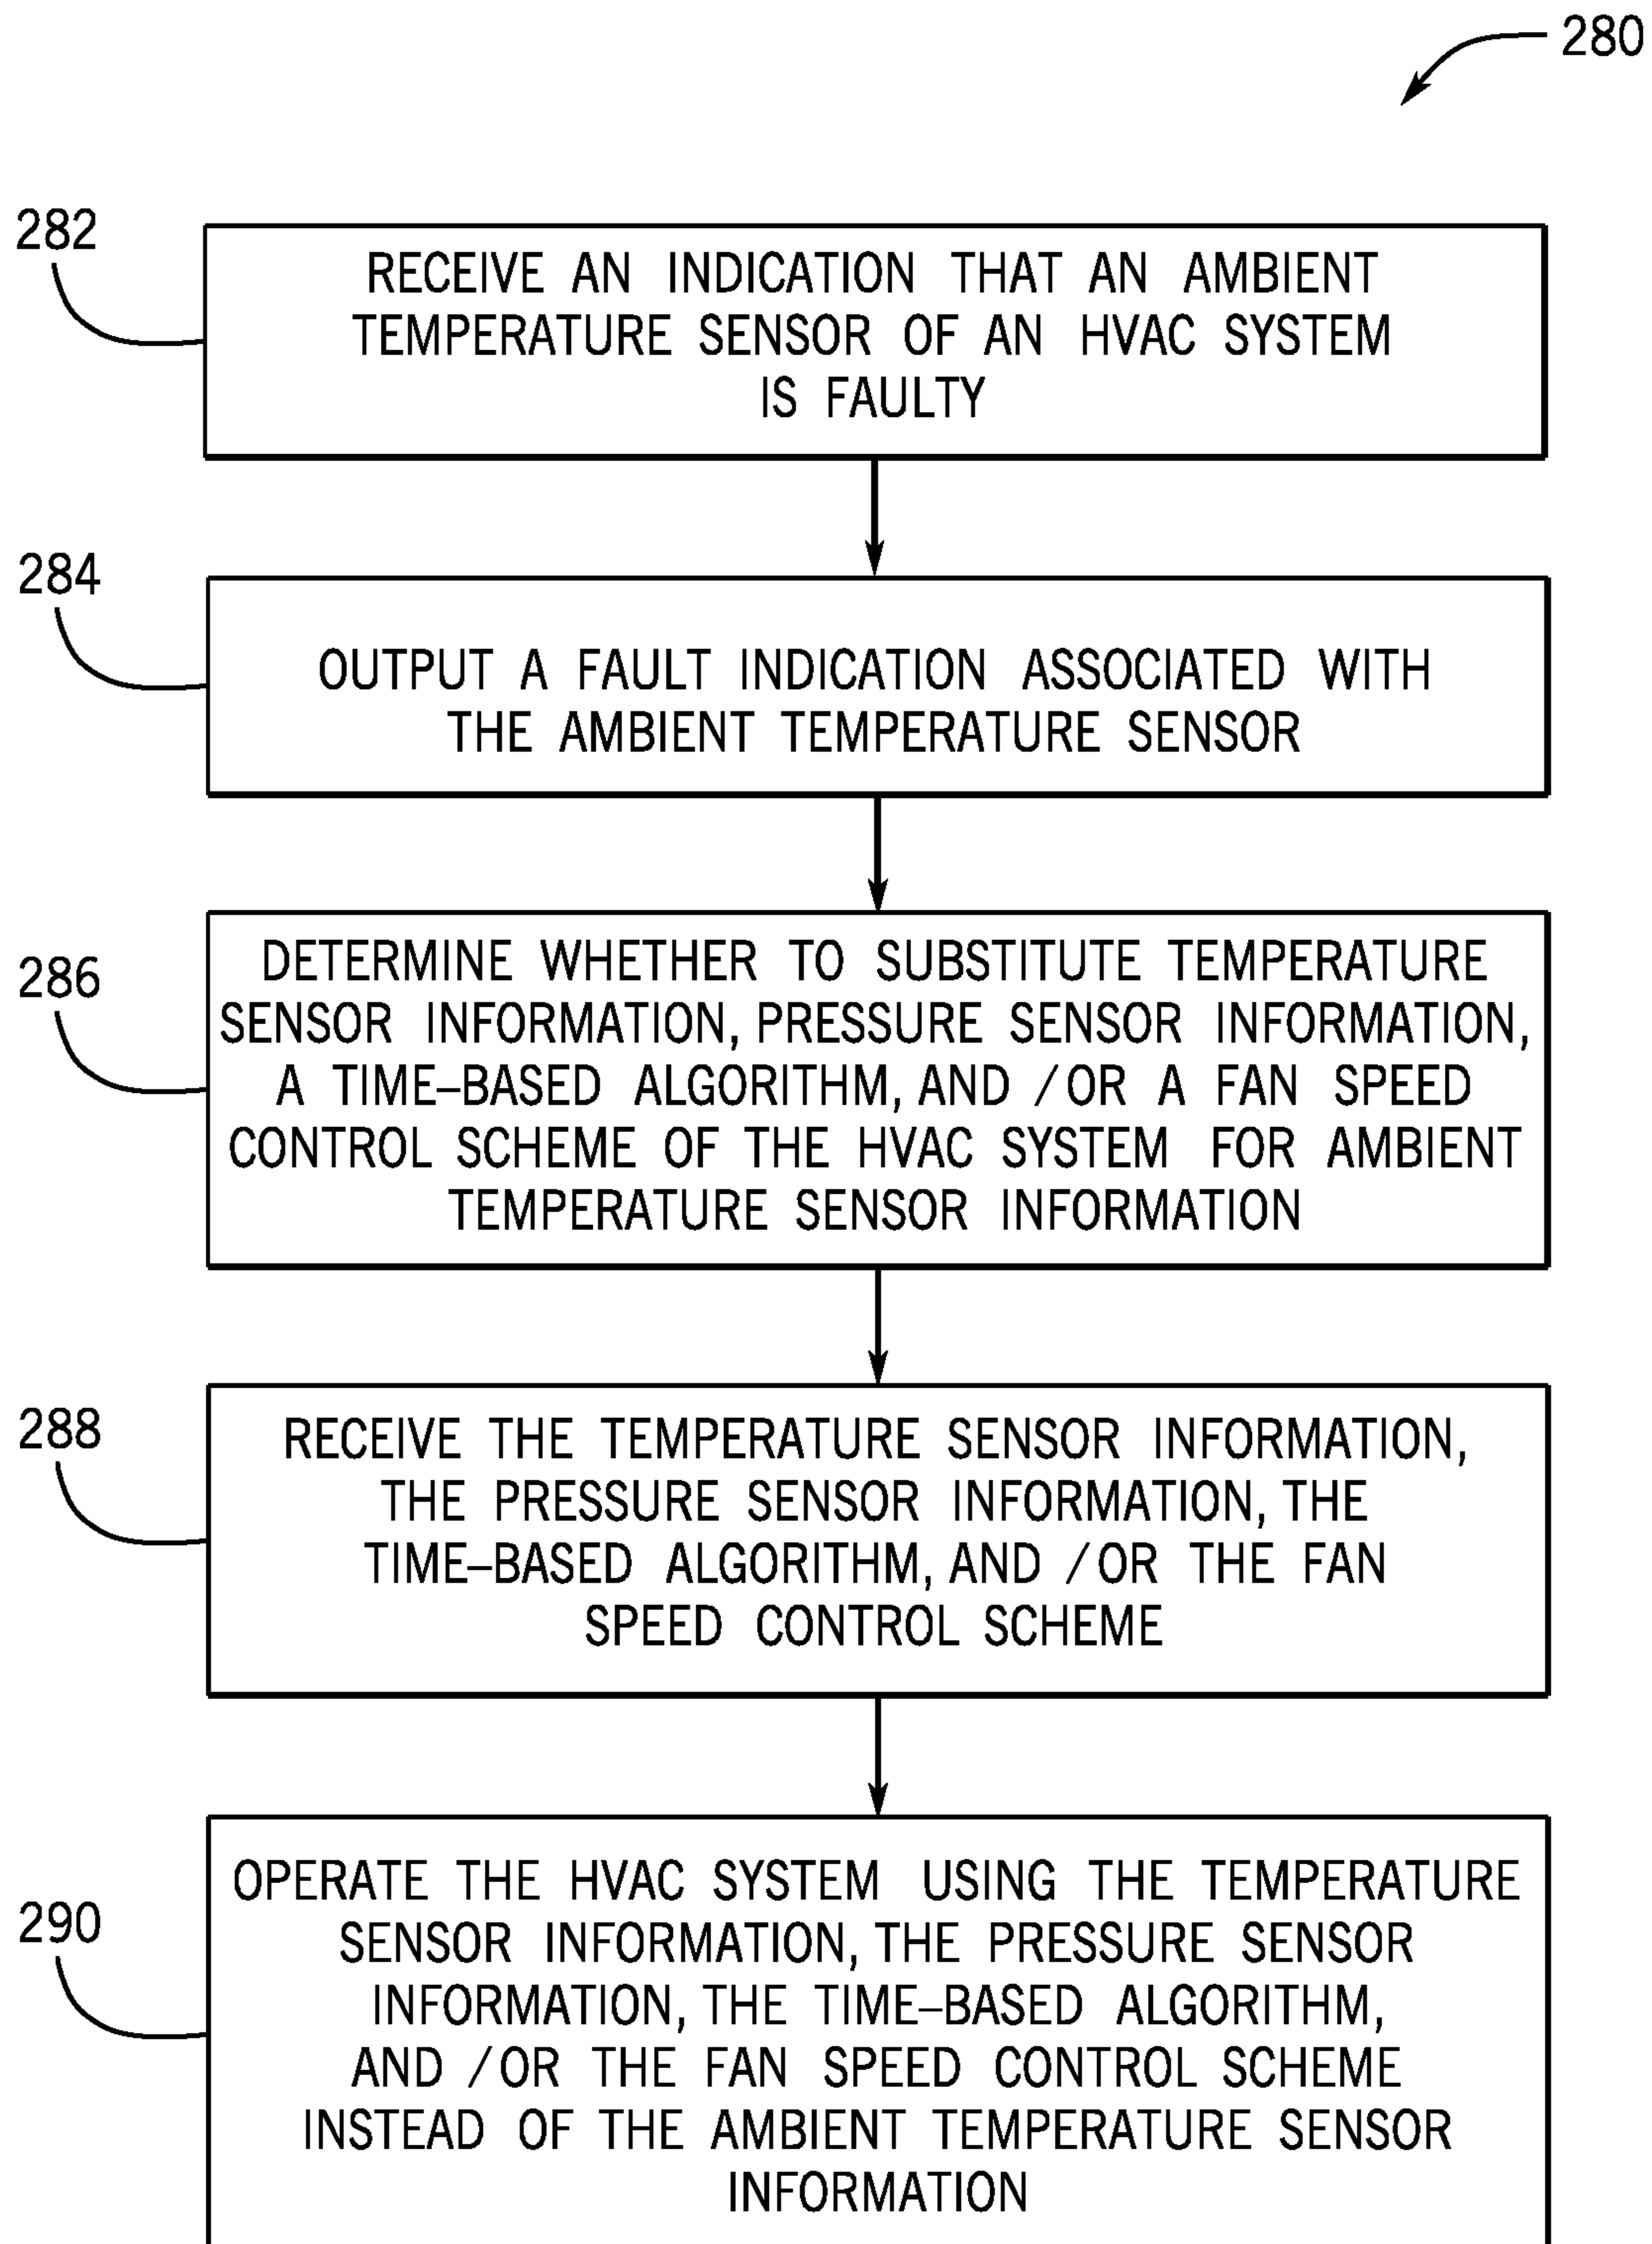 280
282
RECEIVE AN INDICATION THAT AN AMBIENT
TEMPERATURE SENSOR OF AN HVAC SYSTEM
IS FAULTY
284
OUTPUT A FAULT INDICATION ASSOCIATED WITH
THE AMBIENT TEMPERATURE SENSOR
286
DETERMINE WHETHER TO SUBSTITUTE TEMPERATURE
SENSOR INFORMATION, PRESSURE SENSOR INFORMATION,
A TIME–BASED ALGORITHM, AND /OR A FAN SPEED
CONTROL SCHEME OF THE HVAC SYSTEM FOR AMBIENT
TEMPERATURE SENSOR INFORMATION
288
RECEIVE THE TEMPERATURE SENSOR INFORMATION,
THE PRESSURE SENSOR INFORMATION, THE
TIME–BASED ALGORITHM, AND /OR THE FAN
SPEED CONTROL SCHEME
290
OPERATE THE HVAC SYSTEM USING THE TEMPERATURE
SENSOR INFORMATION, THE PRESSURE SENSOR
INFORMATION, THE TIME–BASED ALGORITHM,
AND /OR THE FAN SPEED CONTROL SCHEME
INSTEAD OF THE AMBIENT TEMPERATURE SENSOR
INFORMATION